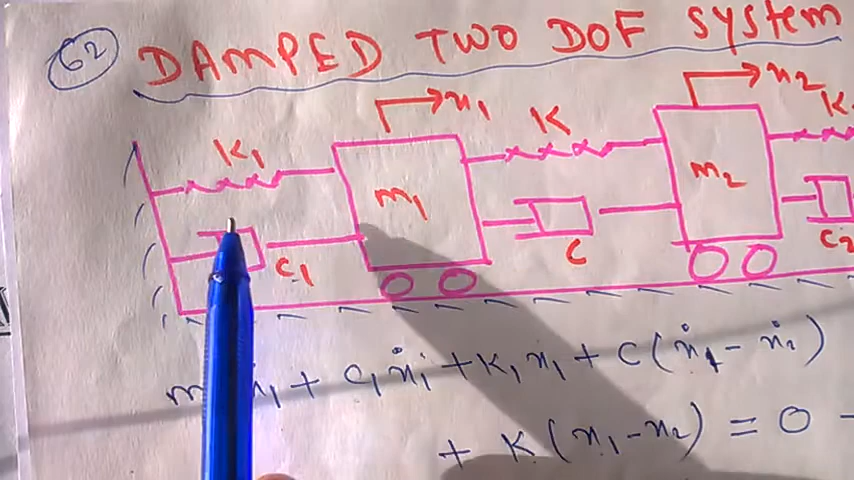 62 DAMPED TWO DOF SYSTEM
x1 x2
K1 K K
m1 m2
C1 C C2
ẍ1 + C1ẋ1 + K1x1 + C(ẋ1 - ẋ2)
+ K(x1 - x2) = 0 -